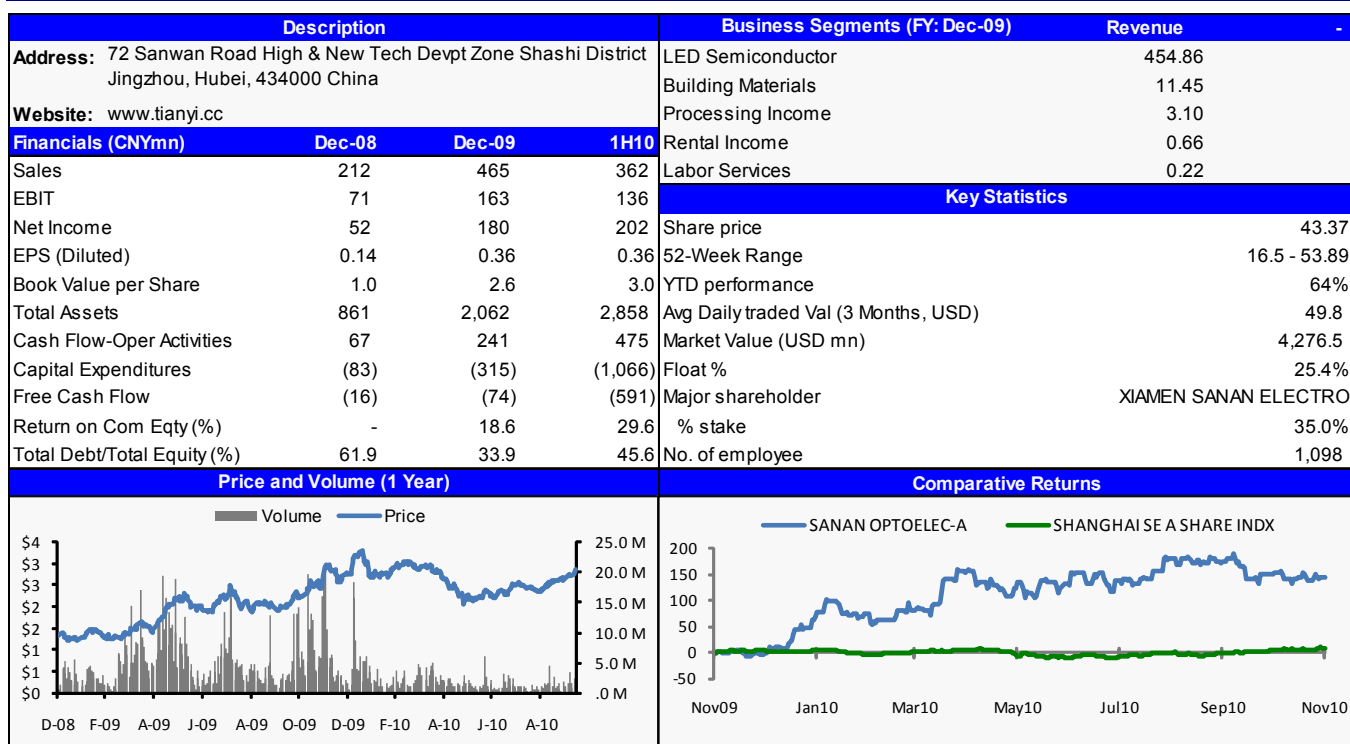 Description
Address: 72 Sanwan Road High & New Tech Devpt Zone Shashi District
Jingzhou, Hubei, 434000 China
Website: www.tianyi.cc
Financials (CNYmn) Dec-08 Dec-09 1H10
Sales 212 465 362
EBIT 71 163 136
Net Income 52 180 202
EPS (Diluted) 0.14 0.36 0.36
Book Value per Share 1.0 2.6 3.0
Total Assets 861 2,062 2,858
Cash Flow-Oper Activities 67 241 475
Capital Expenditures (83) (315) (1,066)
Free Cash Flow (16) (74) (591)
Return on Com Eqty (%) - 18.6 29.6
Total Debt/Total Equity (%) 61.9 33.9 45.6
Business Segments (FY: Dec-09) Revenue -
LED Semiconductor 454.86
Building Materials 11.45
Processing Income 3.10
Rental Income 0.66
Labor Services 0.22
Key Statistics
Share price 43.37
52-Week Range 16.5 - 53.89
YTD performance 64%
Avg Daily traded Val (3 Months, USD) 49.8
Market Value (USD mn) 4,276.5
Float % 25.4%
Major shareholder XIAMEN SANAN ELECTRO
% stake 35.0%
No. of employee 1,098
Price and Volume (1 Year)
Volume Price
$4 25.0 M
$3 20.0 M
$3 15.0 M
$2 10.0 M
$2 5.0 M
$1 .0 M
$1
$0
D-08 F-09 A-09 J-09 A-09 O-09 D-09 F-10 A-10 J-10 A-10
Comparative Returns
SANAN OPTOELEC-A SHANGHAI SE A SHARE INDX
200
150
100
50
0
-50
Nov09 Jan10 Mar10 May10 Jul10 Sep10 Nov10